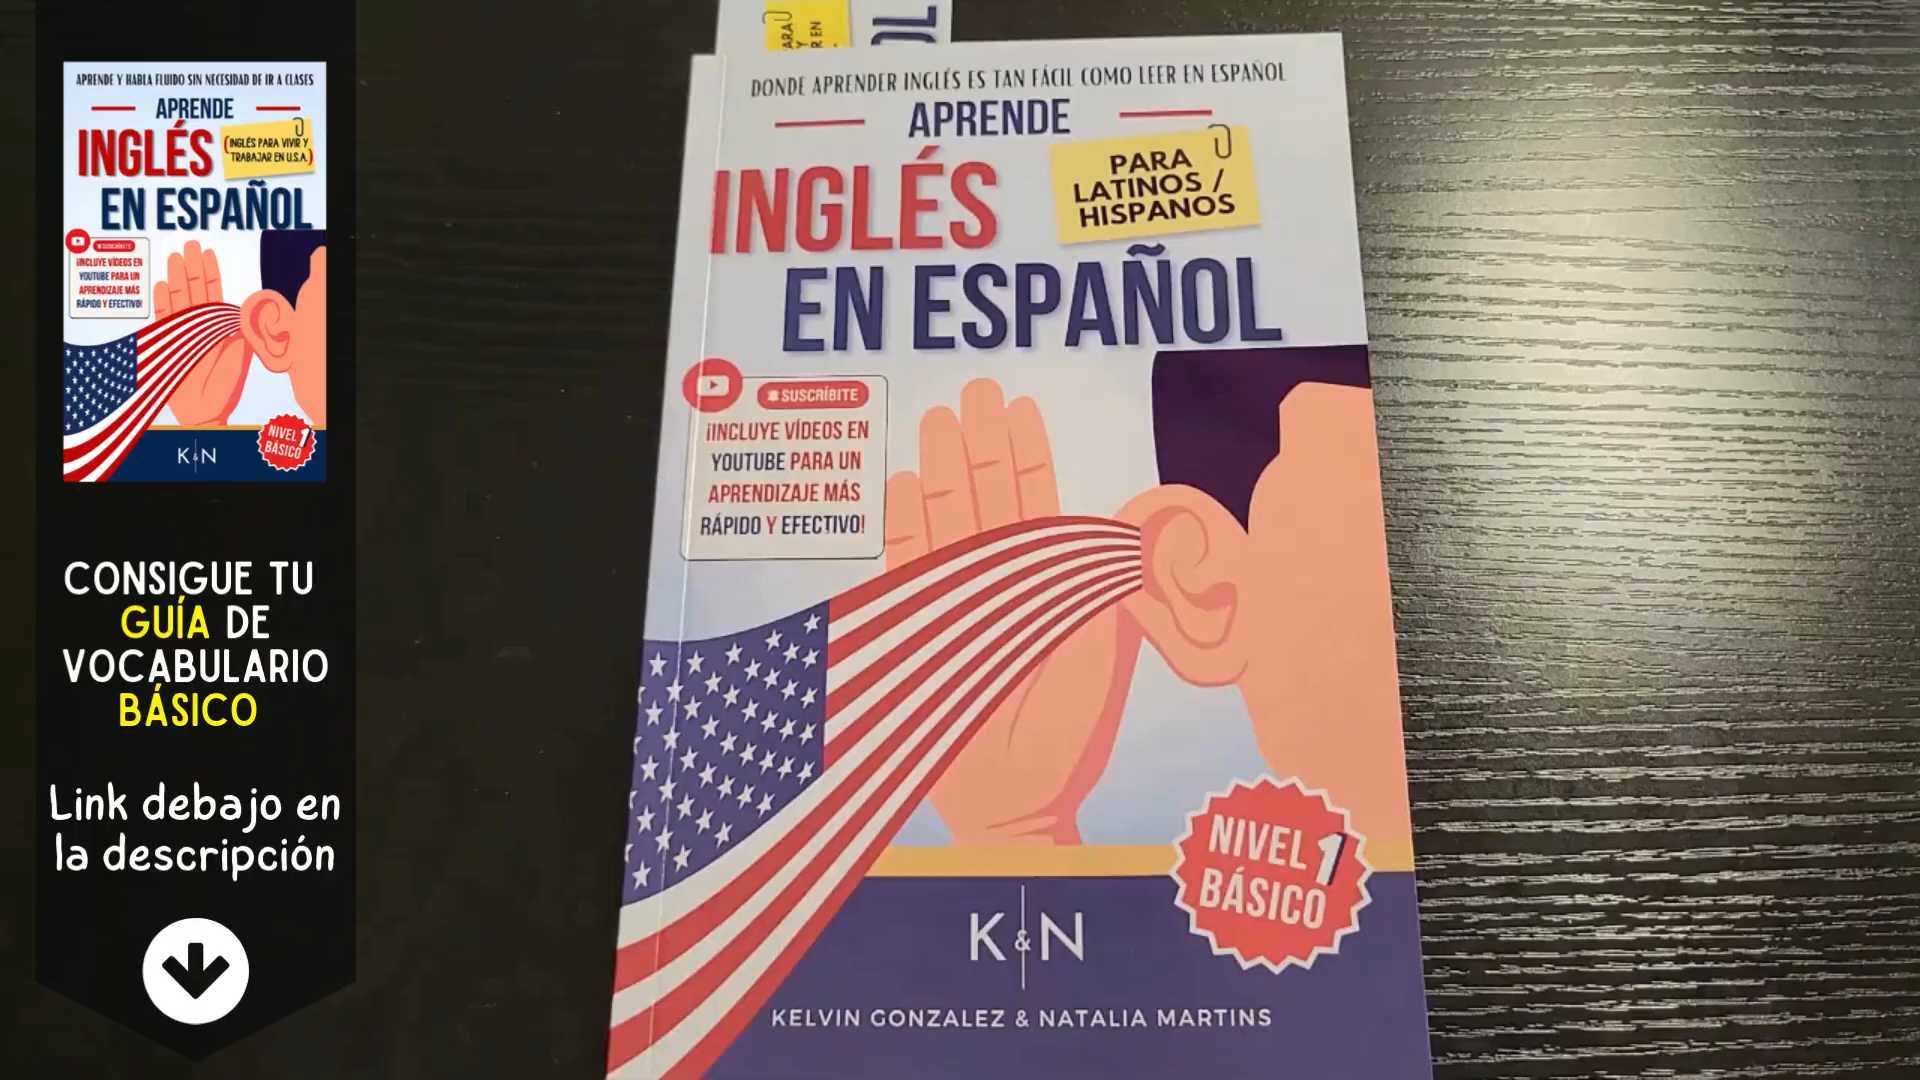 APRENDE Y HABLA FLUIDO SIN NECESIDAD DE IR A CLASES
APRENDE
INGLÉS
(INGLÉS PARA VIVIR Y
TRABAJAR EN U.S.A.)
EN ESPAÑOL
SUSCRÍBITE
¡INCLUYE VÍDEOS EN
YOUTUBE PARA UN
APRENDIZAJE MÁS
RÁPIDO Y EFECTIVO!
NIVEL 1
BÁSICO
K&N
CONSIGUE TU
GUÍA DE
VOCABULARIO
BÁSICO
Link debajo en
la descripción
DONDE APRENDER INGLÉS ES TAN FÁCIL COMO LEER EN ESPAÑOL
APRENDE
INGLÉS
PARA
LATINOS /
HISPANOS
EN ESPAÑOL
SUSCRÍBITE
¡INCLUYE VÍDEOS EN
YOUTUBE PARA UN
APRENDIZAJE MÁS
RÁPIDO Y EFECTIVO!
NIVEL 1
BÁSICO
K&N
KELVIN GONZALEZ & NATALIA MARTINS